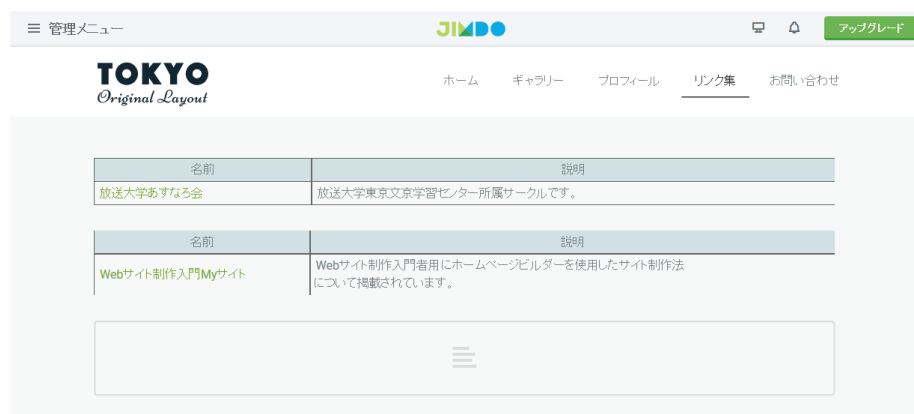 管理メニュー JIMDO アップグレード
TOKYO
Original Layout
ホーム ギャラリー プロフィール リンク集 お問い合わせ
名前 説明
放送大学あすなろ会 放送大学東京文京学習センター所属サークルです。
名前 説明
Webサイト制作入門Myサイト Webサイト制作入門者用にホームページビルダーを使用したサイト制作法
について掲載されています。